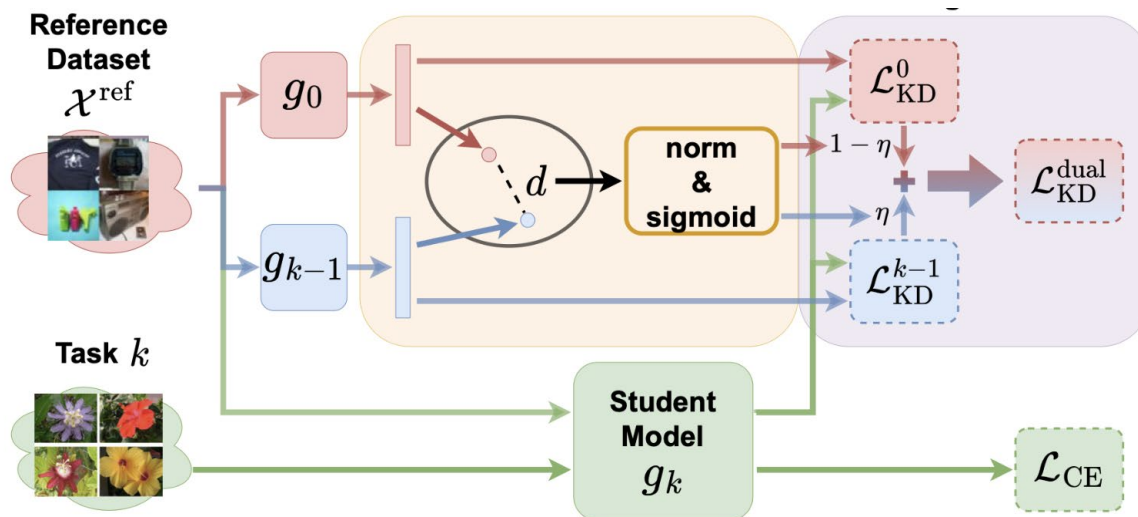 Reference
Dataset
𝒳^ref
g_0
g_{k−1}
d
norm
&
sigmoid
ℒ^0_KD
1 − η
+
η
ℒ^{k−1}_KD
ℒ^dual_KD
Task k
Student
Model
g_k
ℒ_CE